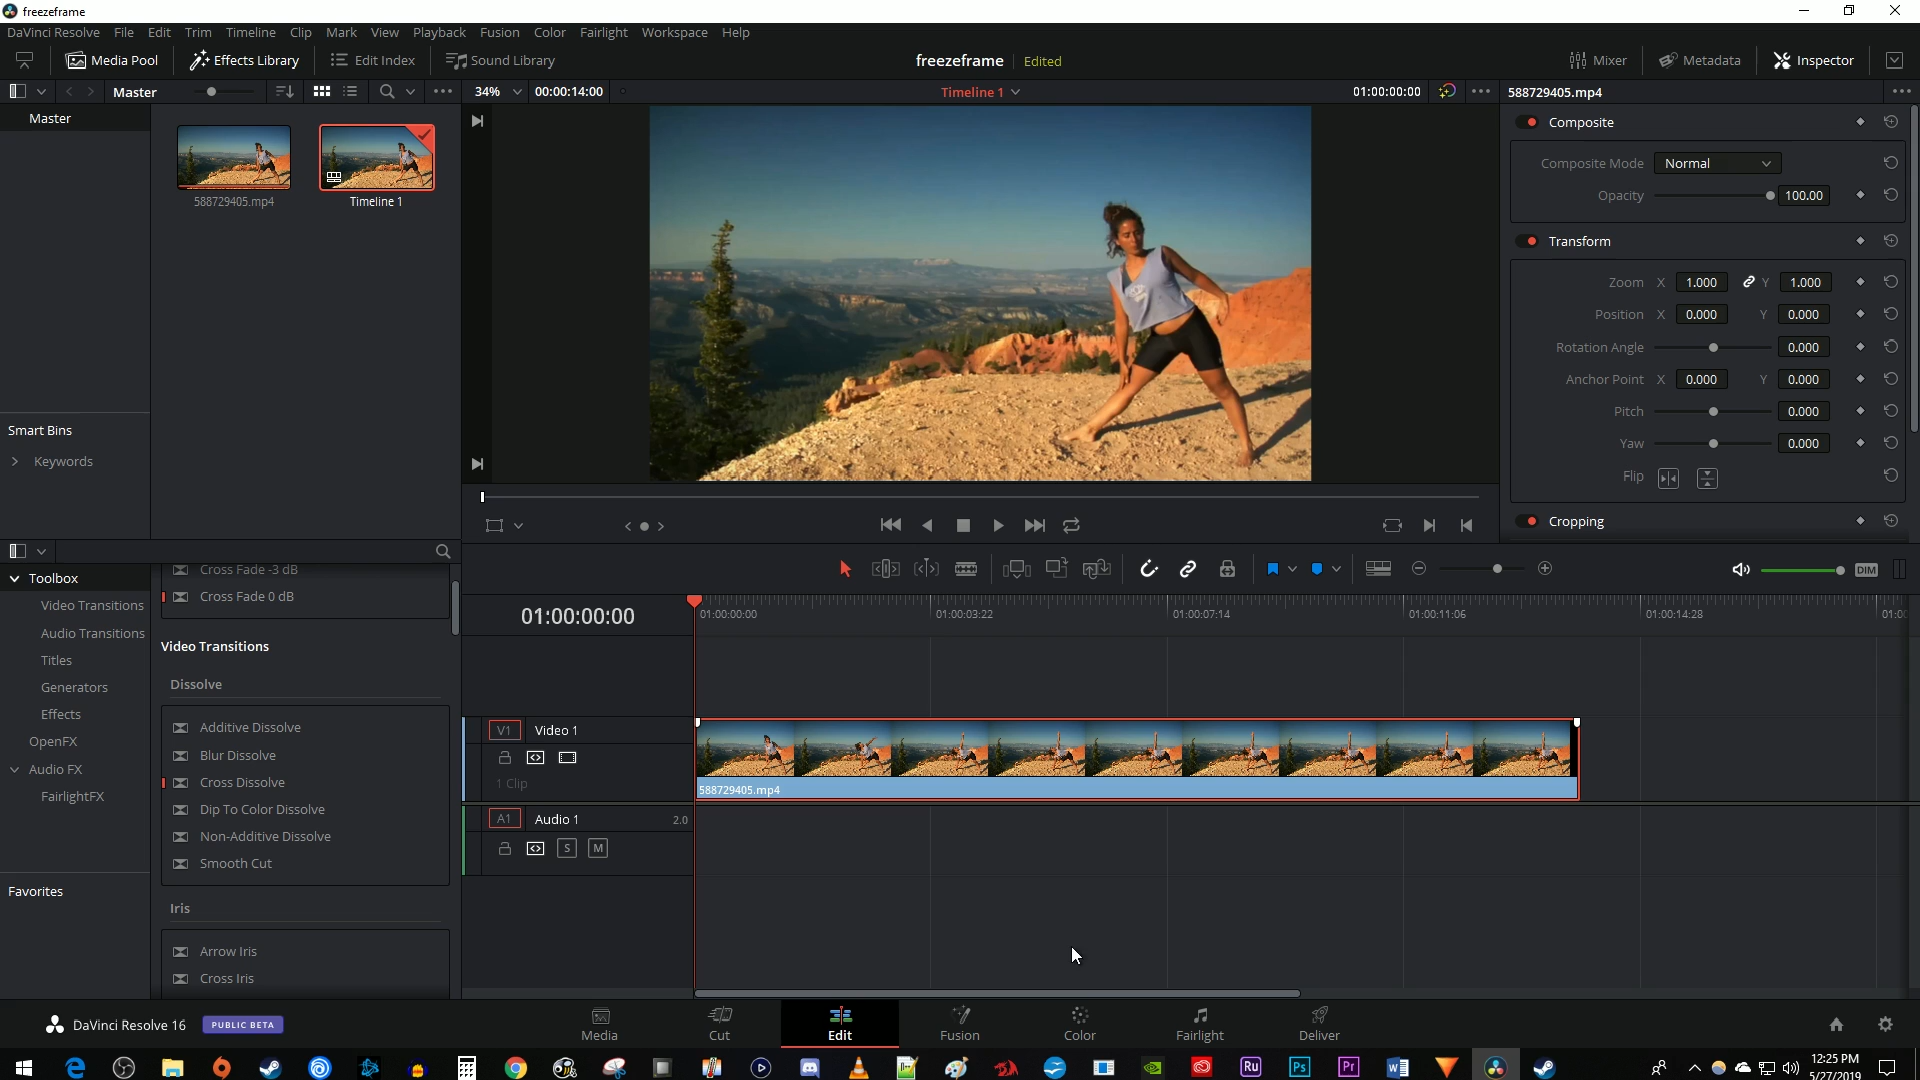 freezeframe
DaVinci Resolve File Edit Trim Timeline Clip Mark View Playback Fusion Color Fairlight Workspace Help
Media Pool Effects Library Edit Index Sound Library freezeframe Edited Mixer Metadata Inspector
Master 34% 00:00:14:00 Timeline 1 01:00:00:00 588729405.mp4
Master
588729405.mp4 Timeline 1
Composite
Composite Mode Normal
Opacity 100.00
Transform
Zoom X 1.000 Y 1.000
Position X 0.000 Y 0.000
Rotation Angle 0.000
Anchor Point X 0.000 Y 0.000
Pitch 0.000
Yaw 0.000
Flip
Cropping
Smart Bins
Keywords
Toolbox
Video Transitions
Audio Transitions
Titles
Generators
Effects
OpenFX
Audio FX
FairlightFX
Favorites
Cross Fade -3 dB
Cross Fade 0 dB
Video Transitions
Dissolve
Additive Dissolve
Blur Dissolve
Cross Dissolve
Dip To Color Dissolve
Non-Additive Dissolve
Smooth Cut
Iris
Arrow Iris
Cross Iris
DIM
01:00:00:00 01:00:00:00 01:00:03:22 01:00:07:14 01:00:11:06 01:00:14:28 01:00
V1 Video 1
1 Clip
588729405.mp4
A1 Audio 1 2.0
S M
DaVinci Resolve 16 PUBLIC BETA
Media Cut Edit Fusion Color Fairlight Deliver
Ru Ps Pr
12:25 PM
5/27/2019